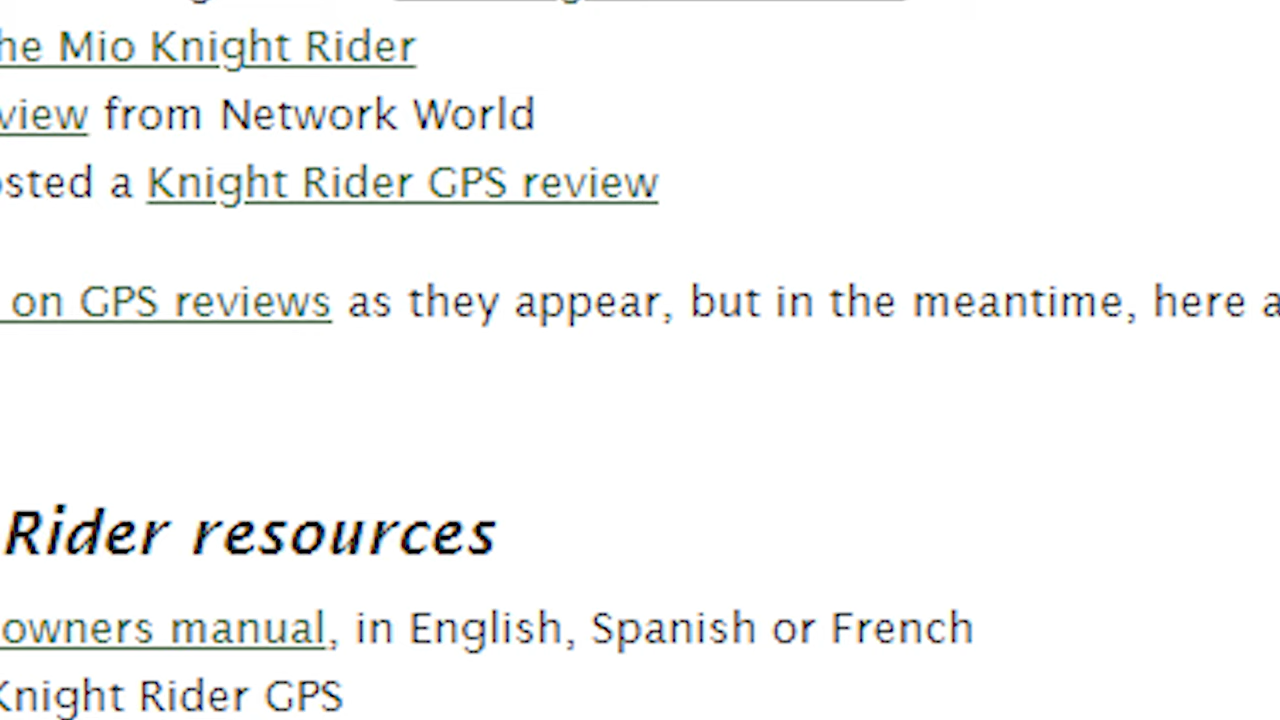 he Mio Knight Rider
view from Network World
osted a Knight Rider GPS review
on GPS reviews as they appear, but in the meantime, here a
Rider resources
owners manual, in English, Spanish or French
Knight Rider GPS